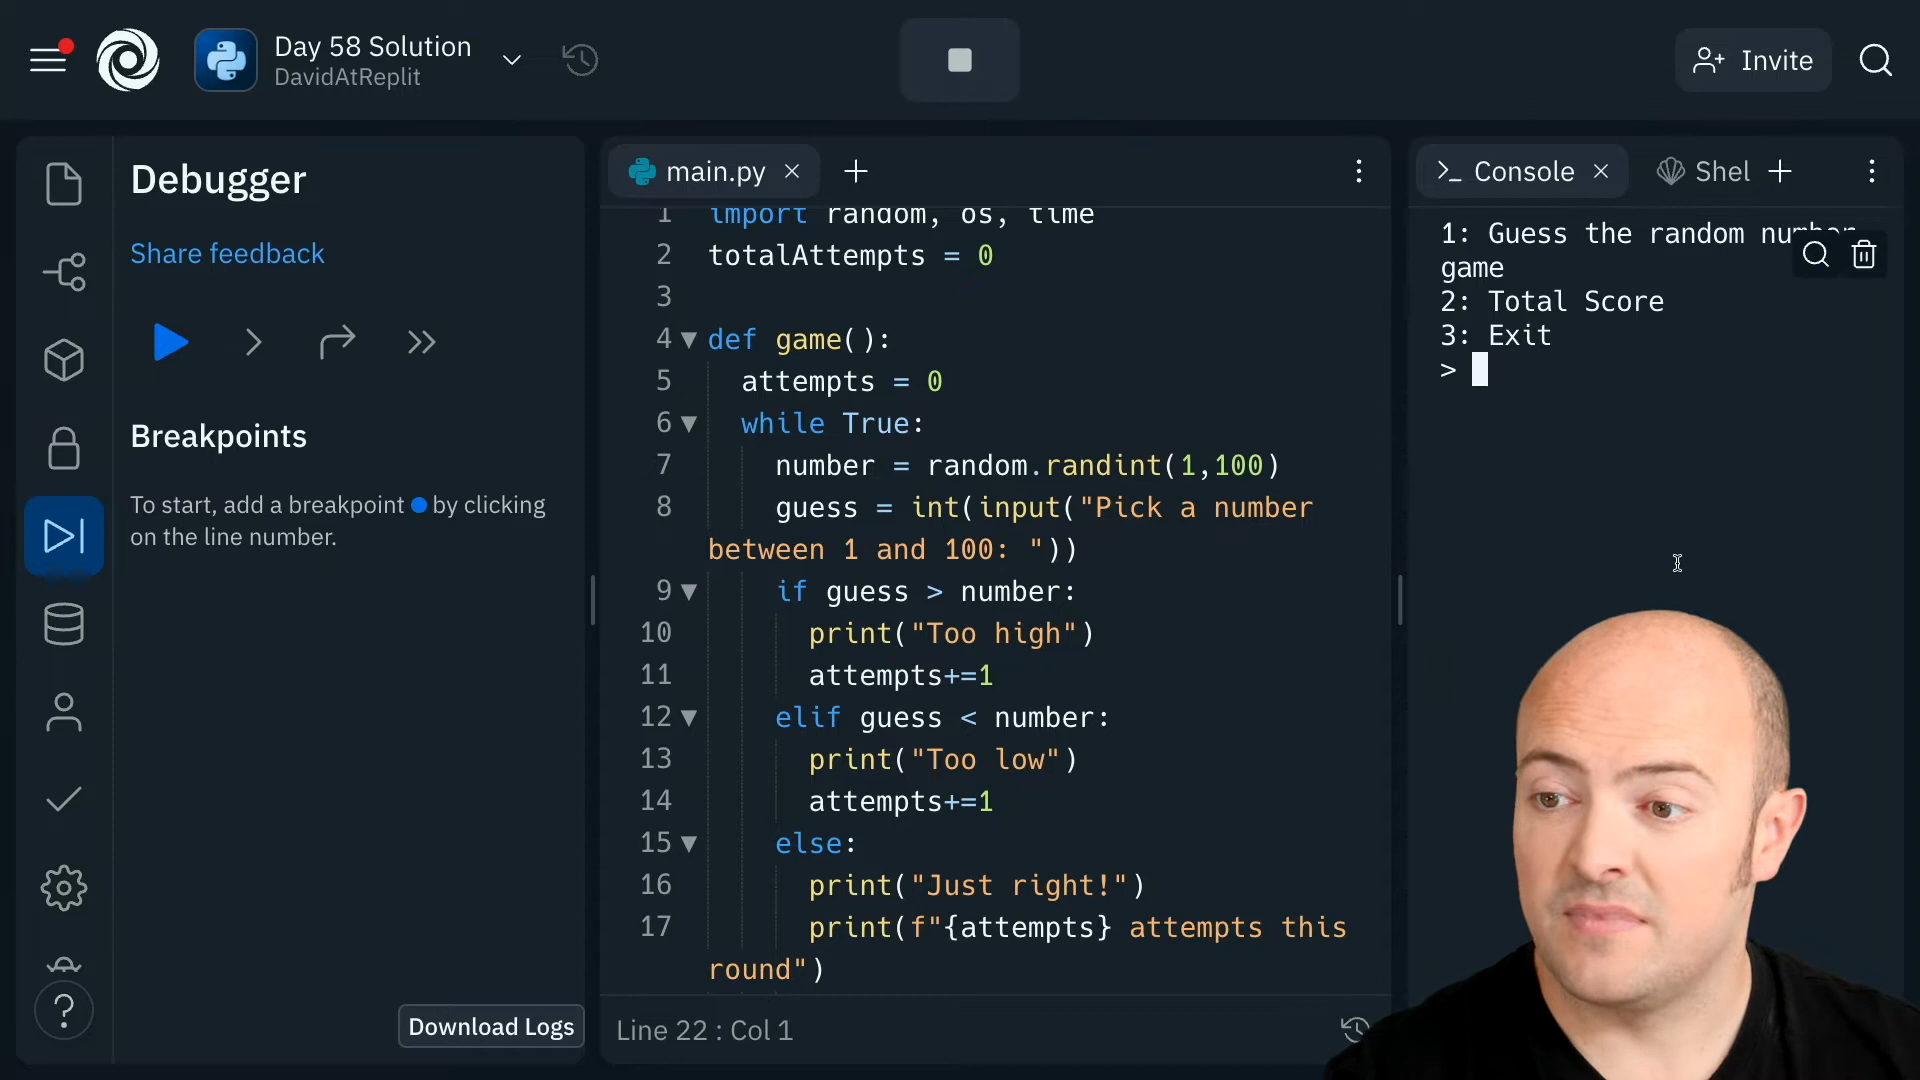 Day 58 Solution
DavidAtReplit
Invite
Debugger
Share feedback
Breakpoints
To start, add a breakpoint by clicking
on the line number.
Download Logs
main.py
1 import random, os, time
2 totalAttempts = 0
3
4 def game():
5 attempts = 0
6 while True:
7 number = random.randint(1,100)
8 guess = int(input("Pick a number
between 1 and 100: "))
9 if guess > number:
10 print("Too high")
11 attempts+=1
12 elif guess < number:
13 print("Too low")
14 attempts+=1
15 else:
16 print("Just right!")
17 print(f"{attempts} attempts this
round")
Line 22 : Col 1
Console
Shel
1: Guess the random number
game
2: Total Score
3: Exit
>